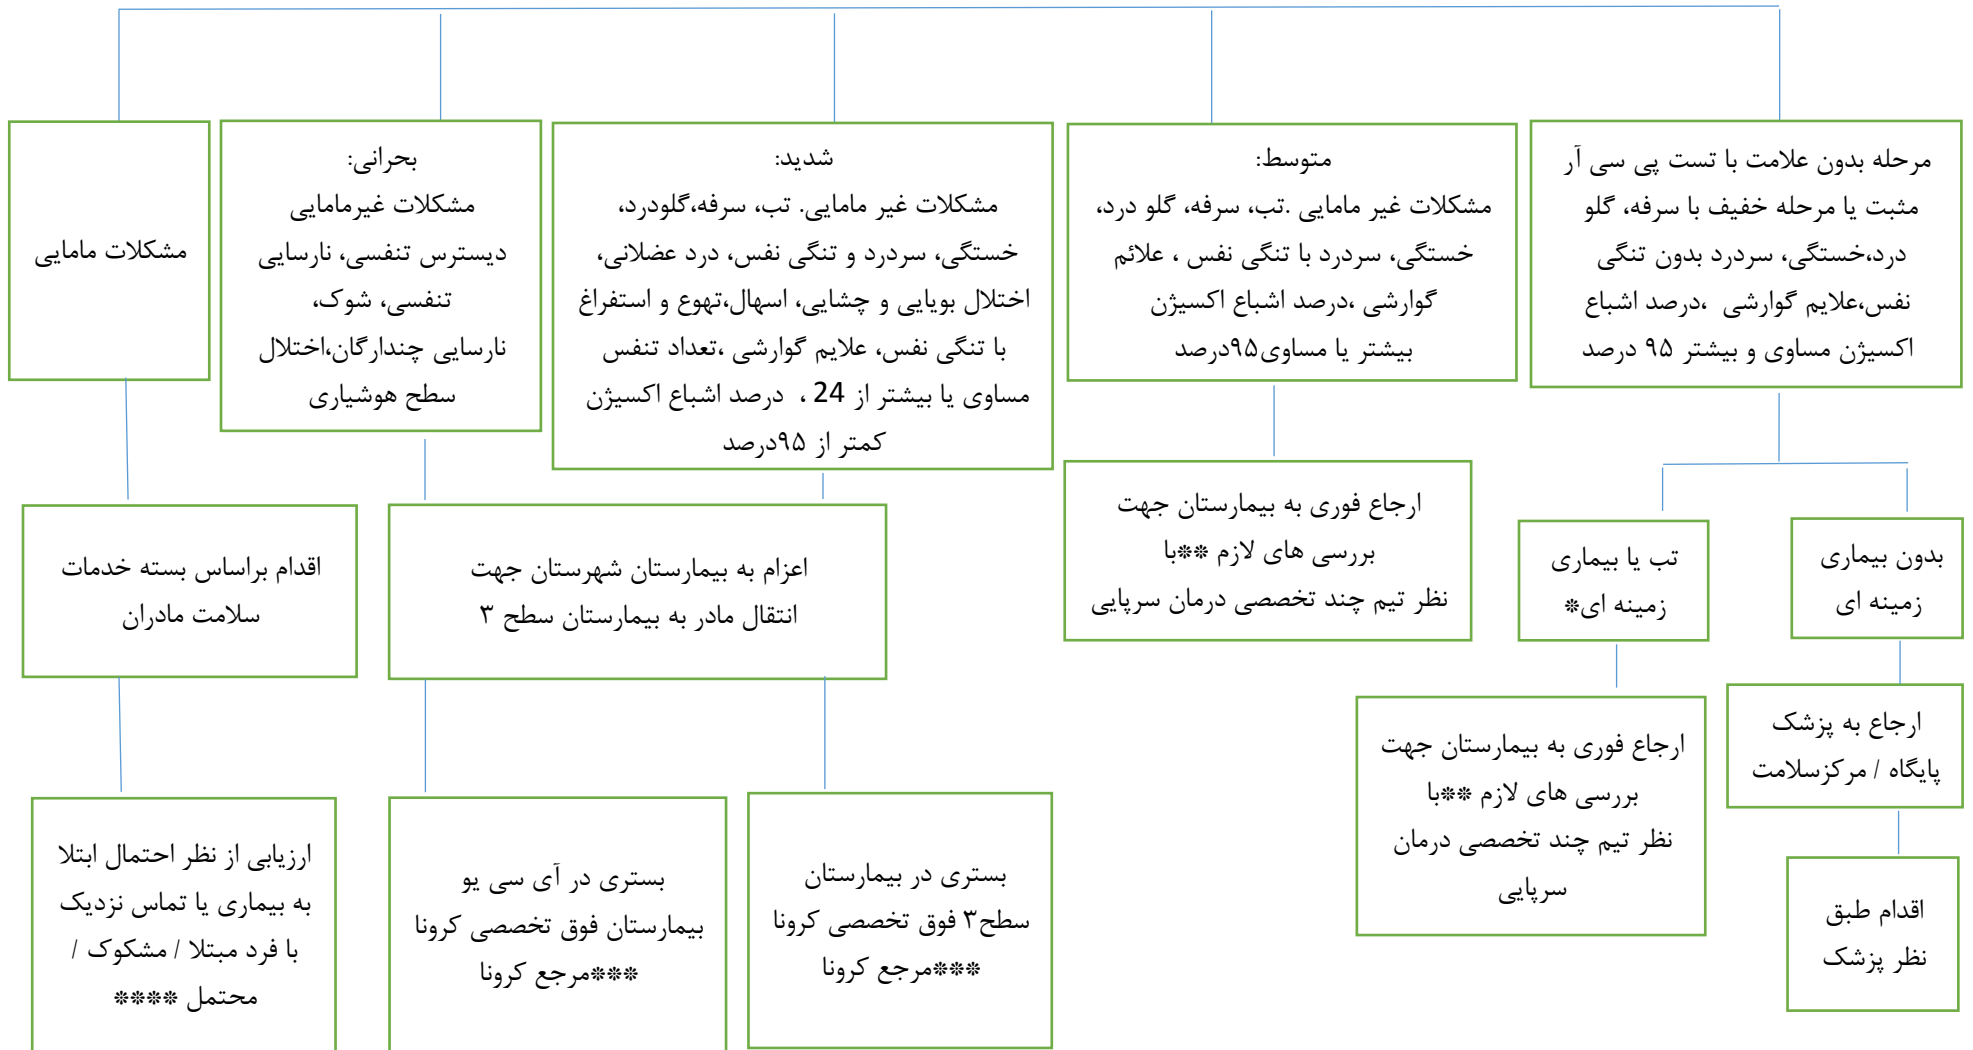 مرحله بدون علامت با تست پی سی آر
مثبت یا مرحله خفیف با سرفه، گلو
درد،خستگی، سردرد بدون تنگی
نفس،علایم گوارشی ،درصد اشباع
اکسیژن مساوی و بیشتر ۹۵ درصد
متوسط:
مشکلات غیر مامایی .تب، سرفه، گلو درد،
خستگی، سردرد با تنگی نفس ، علائم
گوارشی ،درصد اشباع اکسیژن
بیشتر یا مساوی۹۵درصد
شدید:
مشکلات غیر مامایی. تب، سرفه،گلودرد،
خستگی، سردرد و تنگی نفس، درد عضلانی،
اختلال بویایی و چشایی، اسهال،تهوع و استفراغ
با تنگی نفس، علایم گوارشی ،تعداد تنفس
مساوی یا بیشتر از 24 ، درصد اشباع اکسیژن
کمتر از ۹۵درصد
بحرانی:
مشکلات غیرمامایی
دیسترس تنفسی، نارسایی
تنفسی، شوک،
نارسایی چندارگان،اختلال
سطح هوشیاری
مشکلات مامایی
بدون بیماری
زمینه ای
تب یا بیماری
زمینه ای*
ارجاع فوری به بیمارستان جهت
بررسی های لازم **با
نظر تیم چند تخصصی درمان سرپایی
اعزام به بیمارستان شهرستان جهت
انتقال مادر به بیمارستان سطح ۳
اقدام براساس بسته خدمات
سلامت مادران
ارجاع به پزشک
پایگاه / مرکزسلامت
ارجاع فوری به بیمارستان جهت
بررسی های لازم **با
نظر تیم چند تخصصی درمان
سرپایی
اقدام طبق
نظر پزشک
بستری در بیمارستان
سطح۳ فوق تخصصی کرونا
***مرجع کرونا
بستری در آی سی یو
بیمارستان فوق تخصصی کرونا
***مرجع کرونا
ارزیابی از نظر احتمال ابتلا
به بیماری یا تماس نزدیک
با فرد مبتلا / مشکوک /
محتمل ****